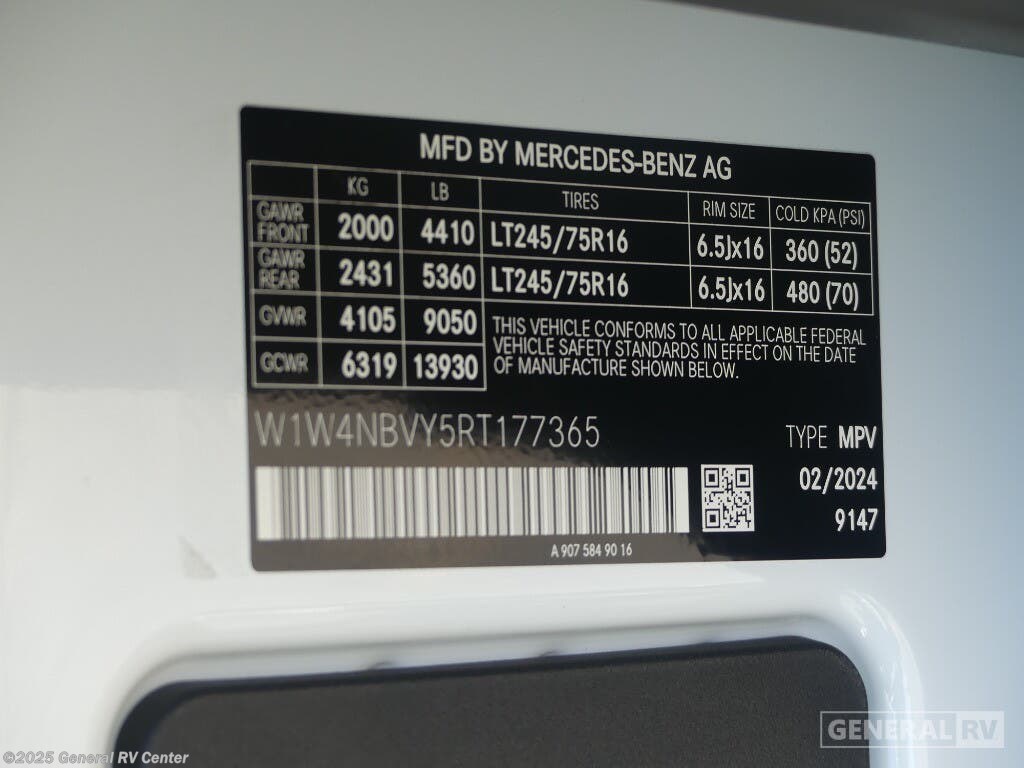 MFD BY MERCEDES-BENZ AG
KG LB TIRES RIM SIZE COLD KPA (PSI)
GAWR FRONT 2000 4410 LT245/75R16 6.5Jx16 360 (52)
GAWR REAR 2431 5360 LT245/75R16 6.5Jx16 480 (70)
GVWR 4105 9050
GCWR 6319 13930
THIS VEHICLE CONFORMS TO ALL APPLICABLE FEDERAL
VEHICLE SAFETY STANDARDS IN EFFECT ON THE DATE
OF MANUFACTURE SHOWN BELOW.
W1W4NBVY5RT177365
TYPE MPV
02/2024
9147
A 907 584 90 16
GENERAL RV
©2025 General RV Center